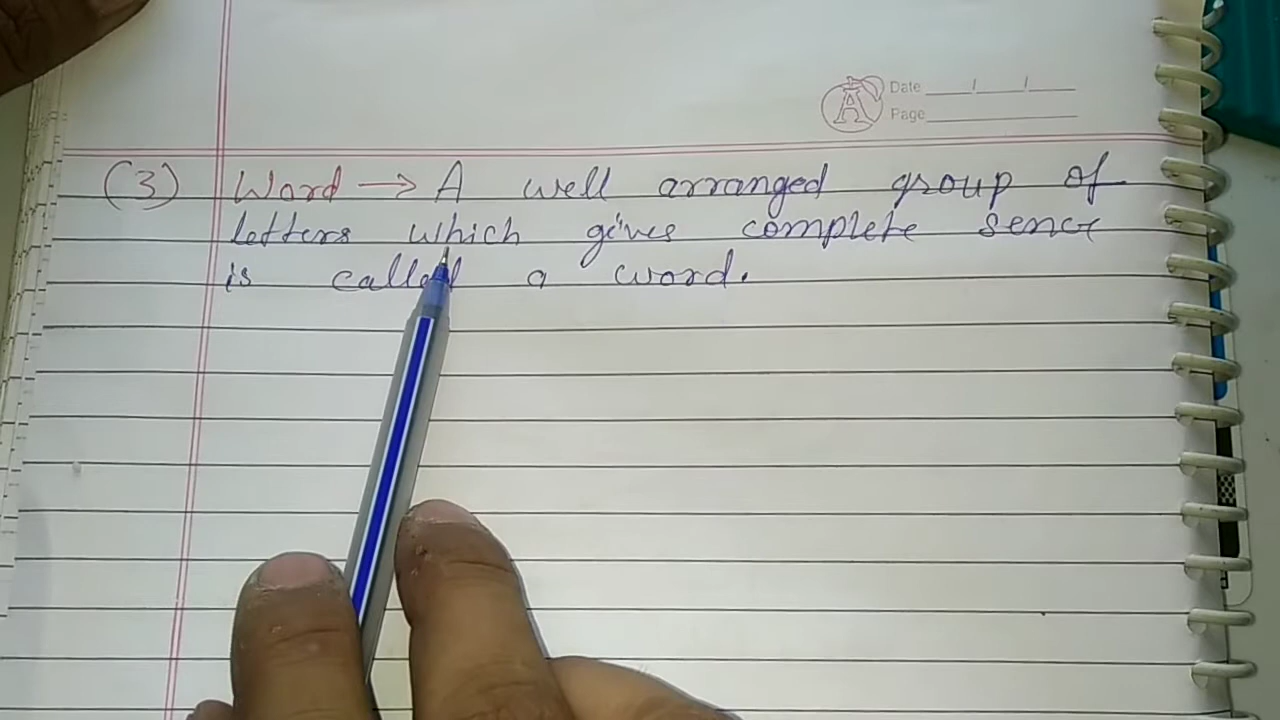 Date
Page
(3) Word → A well arranged group of
letters which gives complete sence
is called a word.